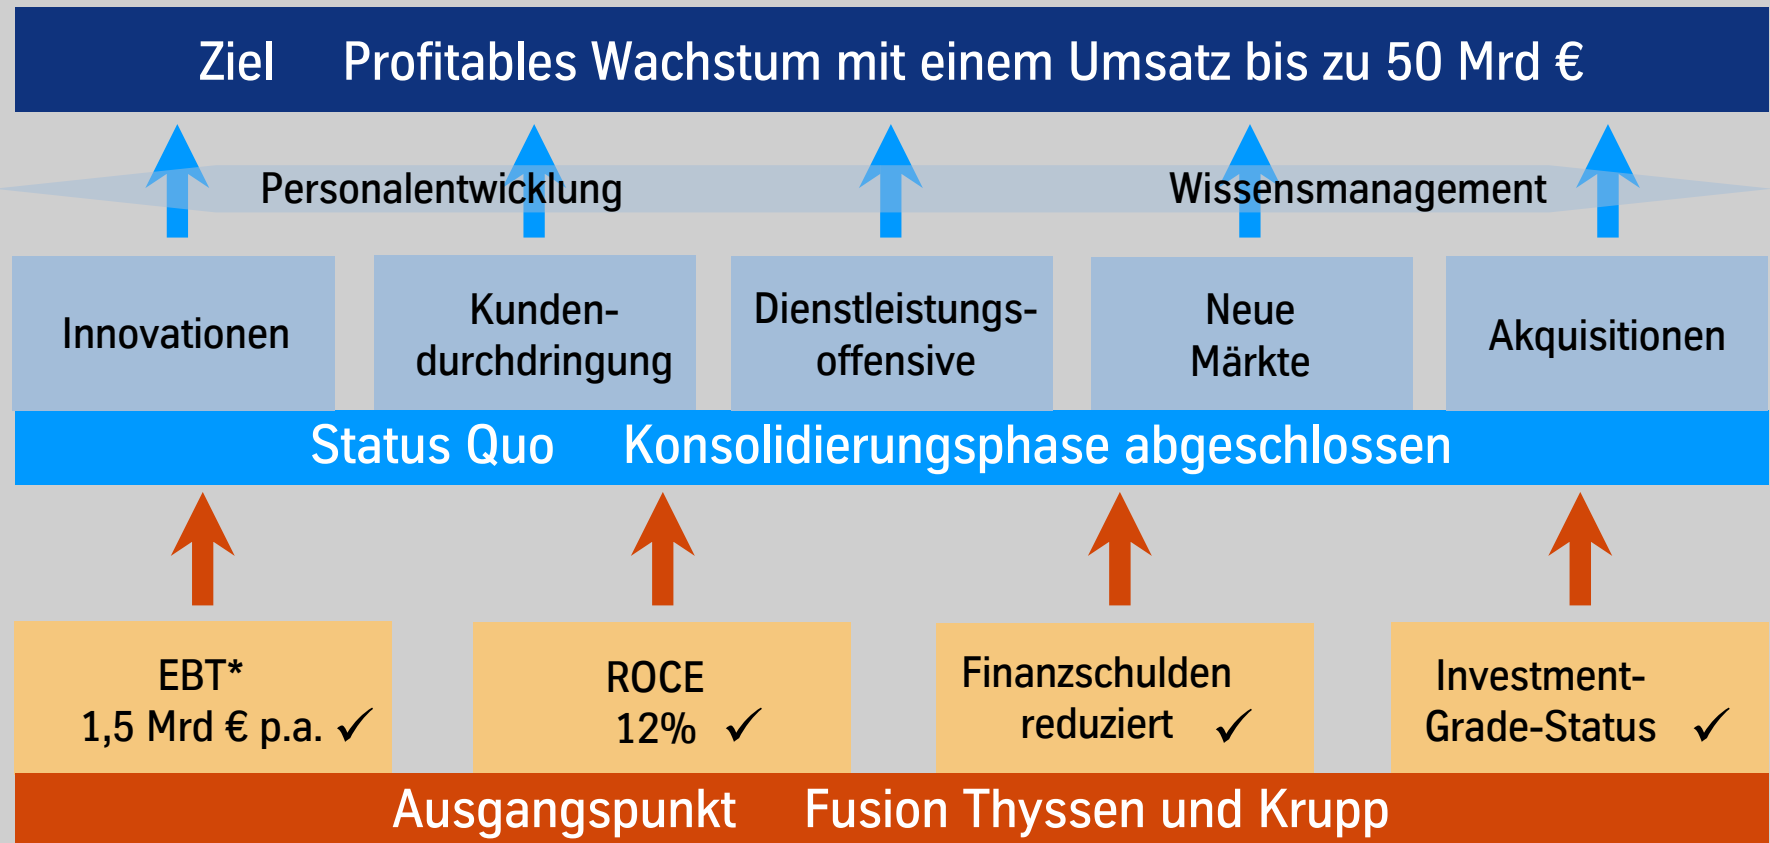 Ziel Profitables Wachstum mit einem Umsatz bis zu 50 Mrd €
Personalentwicklung Wissensmanagement
Innovationen
Kunden-
durchdringung
Dienstleistungs-
offensive
Neue
Märkte
Akquisitionen
Status Quo Konsolidierungsphase abgeschlossen
EBT*
1,5 Mrd € p.a. ✓
ROCE
12% ✓
Finanzschulden
reduziert ✓
Investment-
Grade-Status ✓
Ausgangspunkt Fusion Thyssen und Krupp